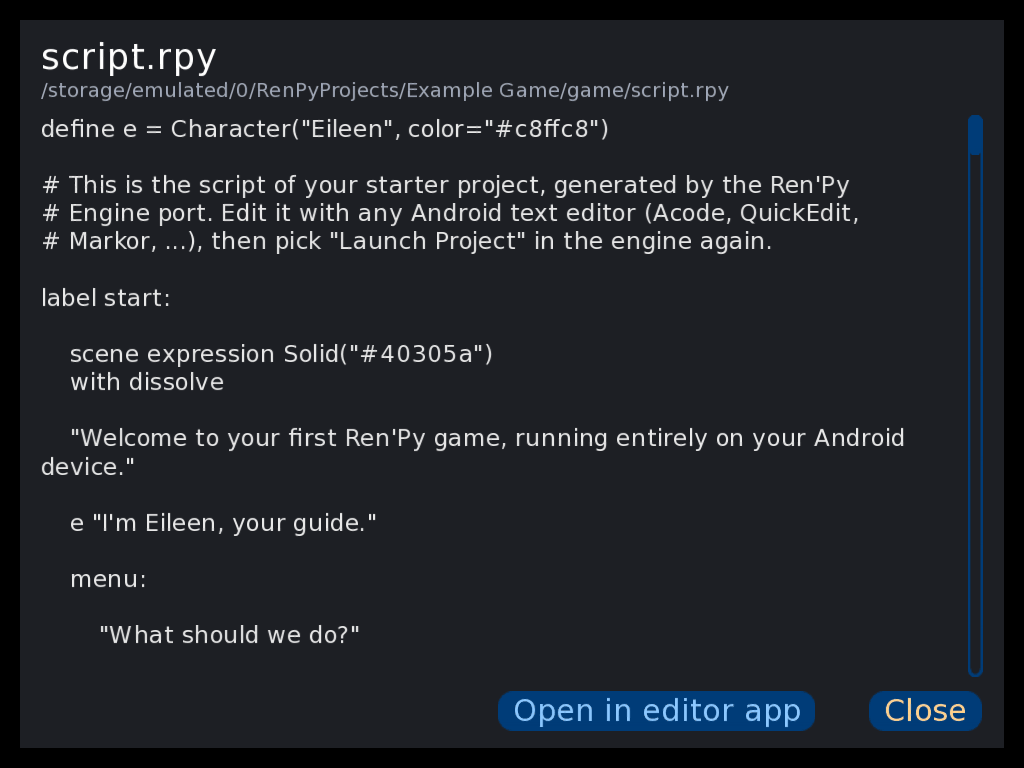 script.rpy
/storage/emulated/0/RenPyProjects/Example Game/game/script.rpy
define e = Character("Eileen", color="#c8ffc8")
# This is the script of your starter project, generated by the Ren'Py
# Engine port. Edit it with any Android text editor (Acode, QuickEdit,
# Markor, ...), then pick "Launch Project" in the engine again.
label start:
    scene expression Solid("#40305a")
    with dissolve
    "Welcome to your first Ren'Py game, running entirely on your Android
device."
    e "I'm Eileen, your guide."
    menu:
        "What should we do?"
Open in editor app
Close